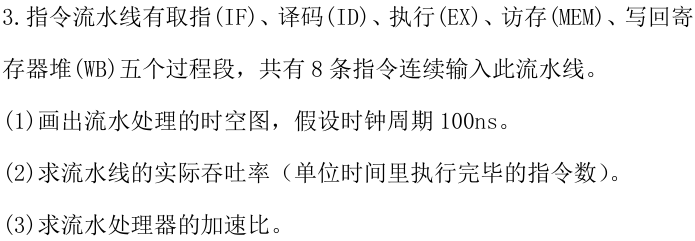 3.指令流水线有取指(IF)、译码(ID)、执行(EX)、访存(MEM)、写回寄
存器堆(WB)五个过程段，共有 8 条指令连续输入此流水线。
(1)画出流水处理的时空图，假设时钟周期 100ns。
(2)求流水线的实际吞吐率（单位时间里执行完毕的指令数）。
(3)求流水处理器的加速比。